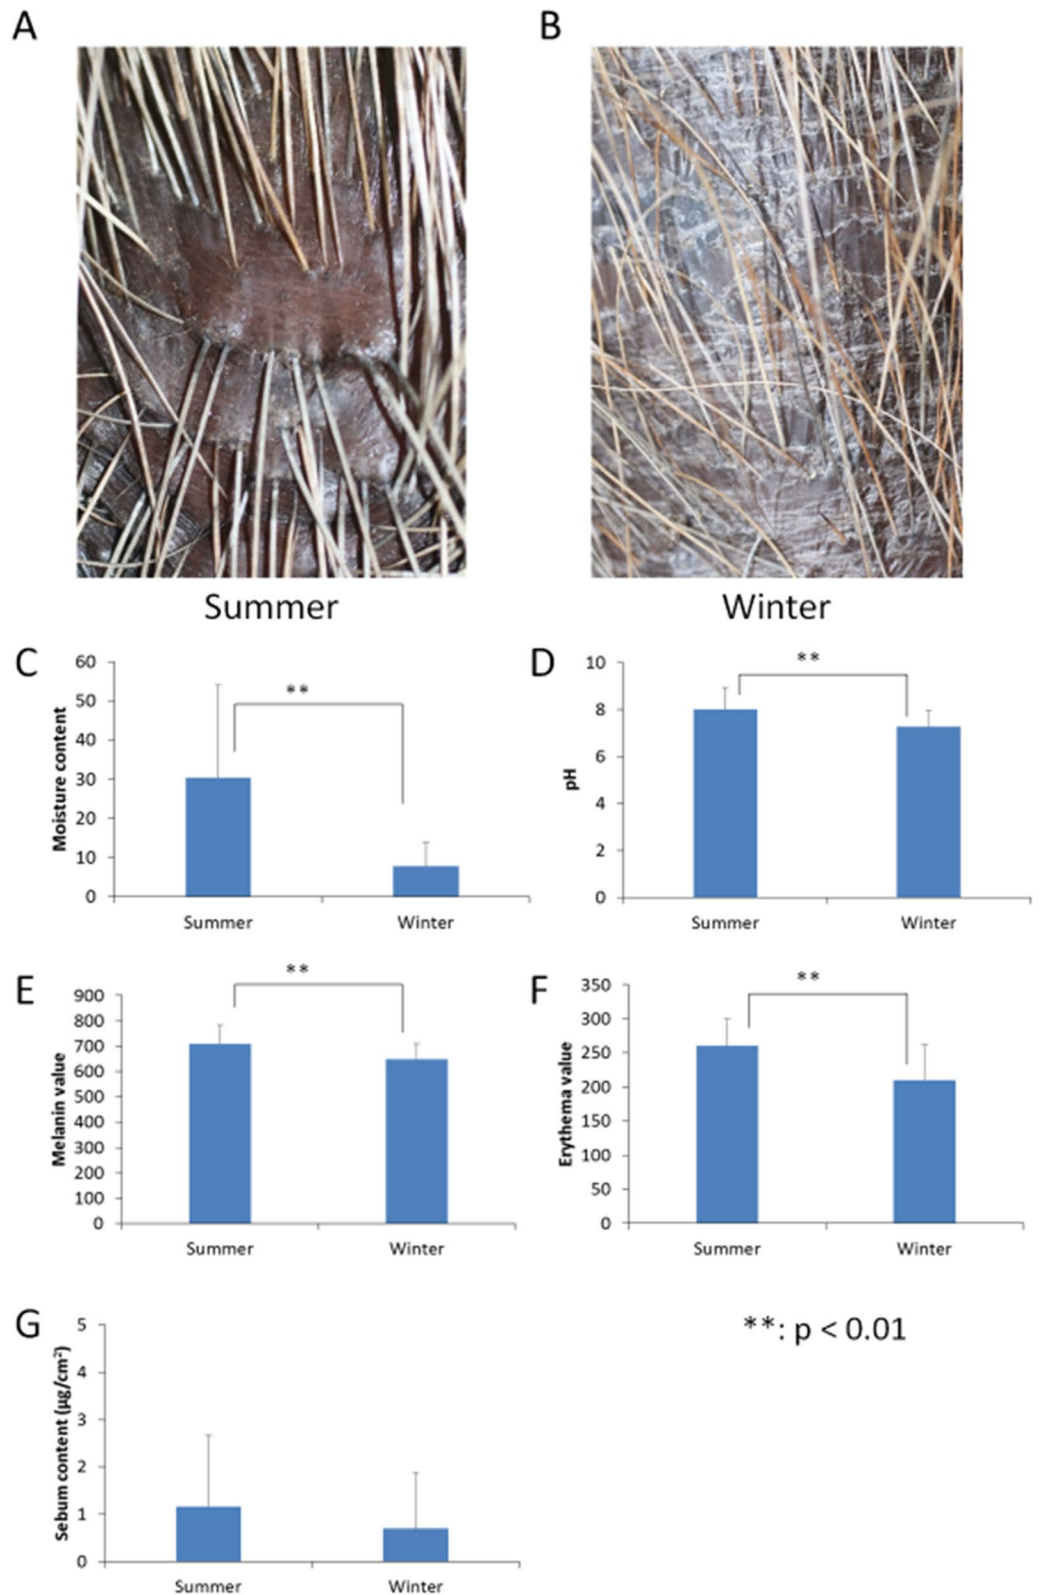 A
B
Summer
Winter
C
60
50
40
30
20
10
0
Moisture content
**
Summer
Winter
D
10
8
6
4
2
0
pH
**
Summer
Winter
E
900
800
700
600
500
400
300
200
100
0
Melanin value
**
Summer
Winter
F
350
300
250
200
150
100
50
0
Erythema value
**
Summer
Winter
G
5
4
3
2
1
0
Sebum content (μg/cm²)
Summer
Winter
**: p < 0.01